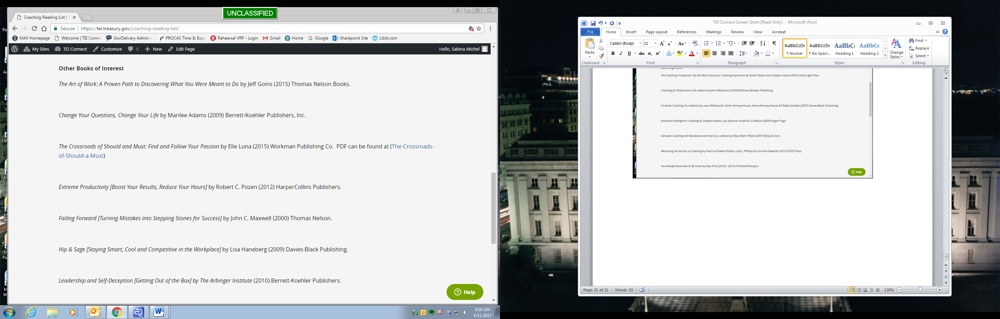 UNCLASSIFIED
Coaching Reading List | T
Secure https://tei.treasury.gov/coaching-reading-list/
MAX Homepage Welcome | TEI Connec GovDelivery Admin » PROCAS Time & Expe Rehearsal VRP - Login Gmail Home Google Sharepoint Site Libib.com
My Sites TEI Connect Customize 0 New Edit Page Hello, Sabina Michel
Other Books of Interest
The Art of Work: A Proven Path to Discovering What You Were Meant to Do by Jeff Goins (2015) Thomas Nelson Books.
Change Your Questions, Change Your Life by Marilee Adams (2009) Berrett-Koehler Publishers, Inc.
The Crossroads of Should and Must: Find and Follow Your Passion by Elle Luna (2015) Workman Publishing Co. PDF can be found at (The-Crossroads-
of-Should-a-Must)
Extreme Productivity [Boost Your Results, Reduce Your Hours] by Robert C. Pozen (2012) HarperCollins Publishers.
Failing Forward [Turning Mistakes into Stepping Stones for Success] by John C. Maxwell (2000) Thomas Nelson.
Hip & Sage [Staying Smart, Cool and Competitive in the Workplace] by Lisa Haneberg (2009) Davies-Black Publishing.
Leadership and Self-Deception [Getting Out of the Box] by The Arbinger Institute (2010) Berrett-Koehler Publishers.
Help
9:59 AM
4/11/2017
TEI Connect Screen Shots [Read-Only] - Microsoft Word
File Home Insert Page Layout References Mailings Review View Acrobat
Calibri (Body) 11
Paste
Clipboard Font Paragraph Styles Editing
AaBbCcDc AaBbCcDc AaBbC AaBbCc
¶ Normal ¶ No Spaci... Heading 1 Heading 2
Change
Styles
Find
Replace
Select
Coaching Books
The Coaching Companion: Get the Most From your Coaching Experience by Daniel Sheres and Carylynn Larson (2015) Great Light Press.
Coaching for Performance (4th edition) by John Whitmore (2009) Nicholas Brealey Publishing.
Co-Active Coaching (2nd edition) by Laura Whitworth, Karen Kimsey-House, Henry Kimsey-House & Phillip Sandahl (2007) Davies-Black Publishing.
Emotional Intelligence Coaching by Stephen Neale, Lisa Spencer-Arnell & Liz Wilson (2009) Kogan Page.
Executive Coaching with Backbone and Heart (2nd edition) by Mary Beth O'Neill (2007) Wiley & Sons.
Measuring the Success of Coaching by Patricia Pulliam Phillips, Jack J. Phillips & Lisa Ann Edwards (2012) ASTD Press.
You Already Know How to Be Great by Alan Fine (2010). (2010) Portfolio/Penquin.
Help
Page: 21 of 21 Words: 33 120%